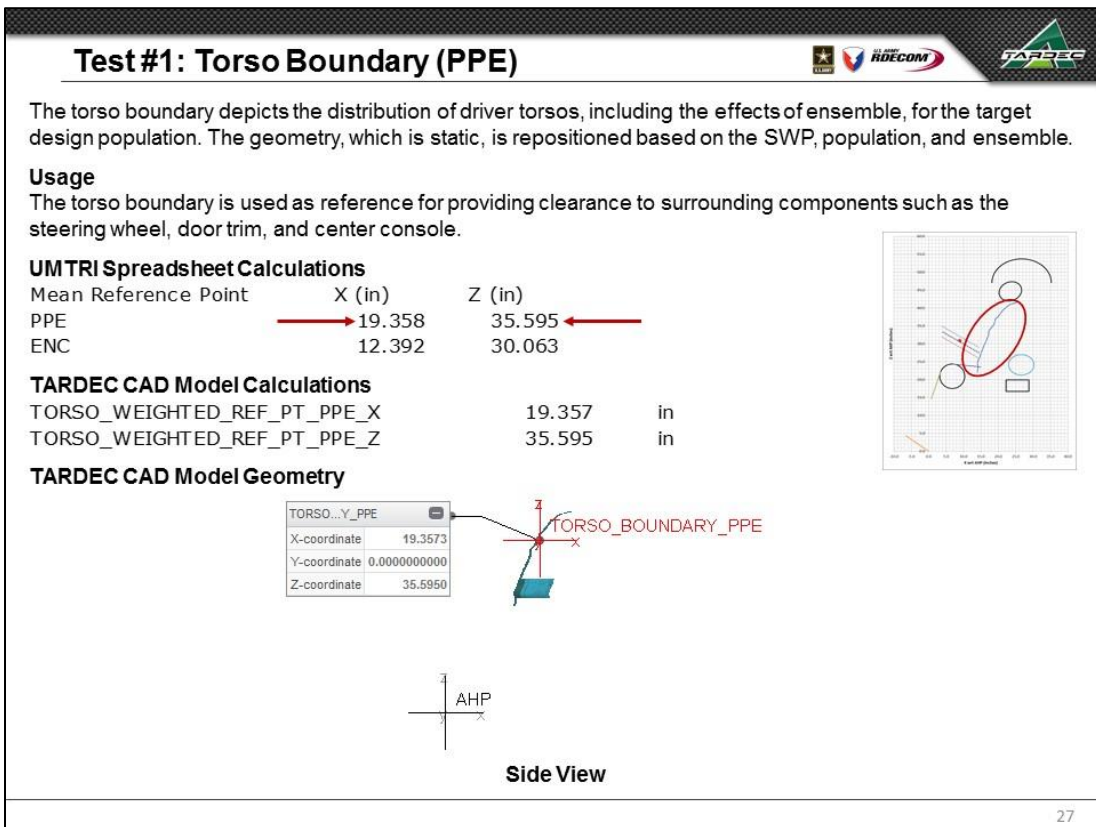 Test #1: Torso Boundary (PPE)
U.S. ARMY
U.S. ARMY
RDECOM
TARDEC
The torso boundary depicts the distribution of driver torsos, including the effects of ensemble, for the target
design population. The geometry, which is static, is repositioned based on the SWP, population, and ensemble.
Usage
The torso boundary is used as reference for providing clearance to surrounding components such as the
steering wheel, door trim, and center console.
UMTRI Spreadsheet Calculations
Mean Reference Point X (in) Z (in)
PPE 19.358 35.595
ENC 12.392 30.063
TARDEC CAD Model Calculations
TORSO_WEIGHTED_REF_PT_PPE_X 19.357 in
TORSO_WEIGHTED_REF_PT_PPE_Z 35.595 in
TARDEC CAD Model Geometry
TORSO...Y_PPE
X-coordinate 19.3573
Y-coordinate 0.0000000000
Z-coordinate 35.5950
Z
TORSO_BOUNDARY_PPE
X
Z
AHP
Y X
Side View
27